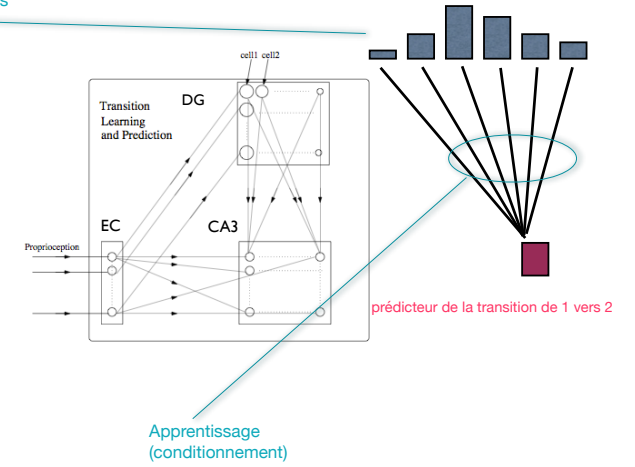 s
cell1 cell2
DG
Transition
Learning
and Prediction
EC
CA3
Proprioception
prédicteur de la transition de 1 vers 2
Apprentissage
(conditionnement)